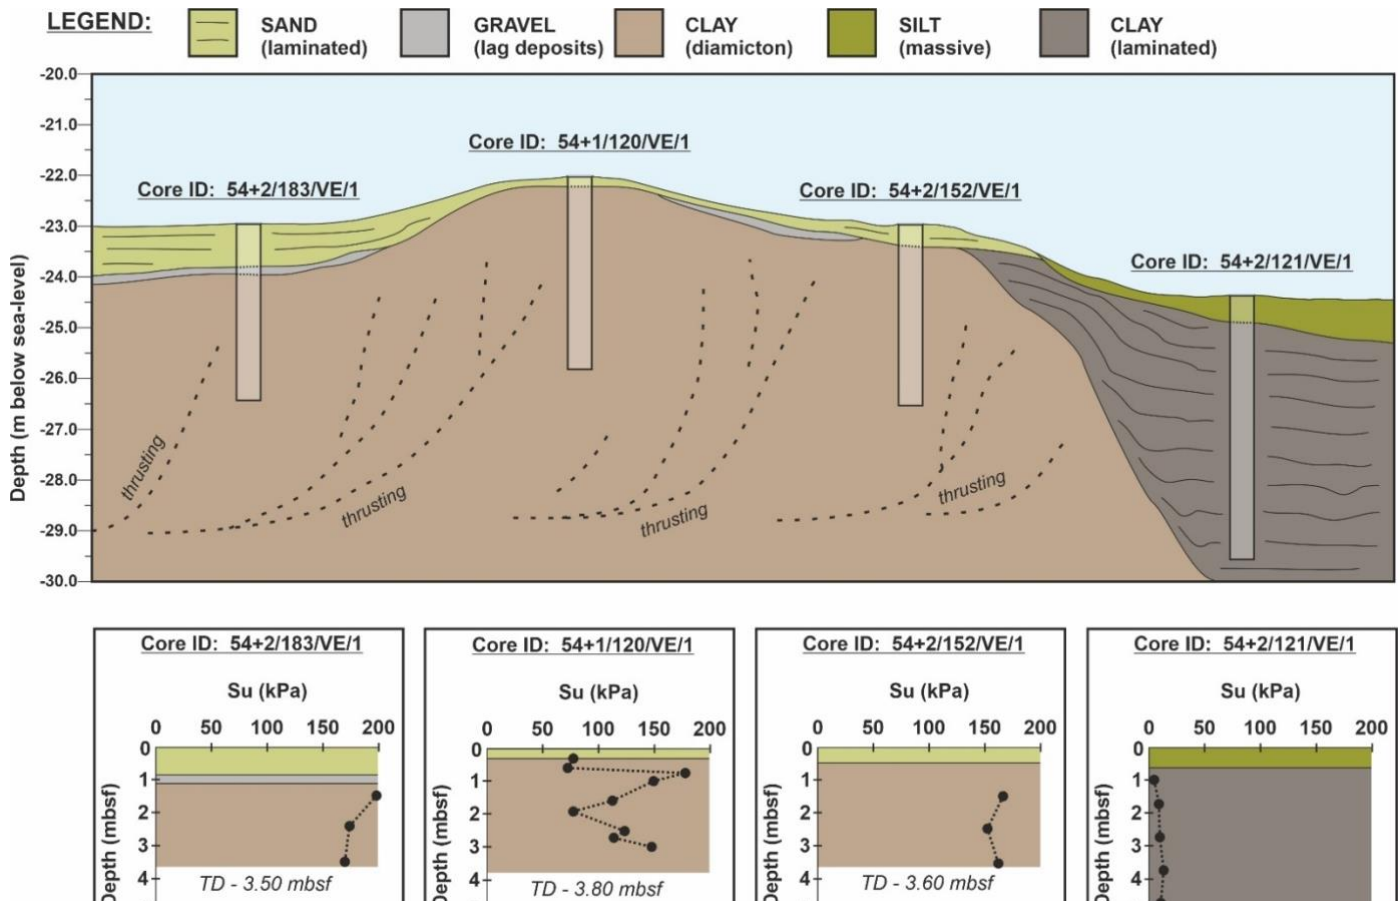 LEGEND:
SAND
(laminated)
GRAVEL
(lag deposits)
CLAY
(diamicton)
SILT
(massive)
CLAY
(laminated)
Depth (m below sea-level)
-20.0
-21.0
-22.0
-23.0
-24.0
-25.0
-26.0
-27.0
-28.0
-29.0
-30.0
Core ID: 54+2/183/VE/1
Core ID: 54+1/120/VE/1
Core ID: 54+2/152/VE/1
Core ID: 54+2/121/VE/1
thrusting
thrusting
thrusting
thrusting
Core ID: 54+2/183/VE/1
Su (kPa)
0 50 100 150 200
Depth (mbsf)
0
1
2
3
4
TD - 3.50 mbsf
Core ID: 54+1/120/VE/1
Su (kPa)
0 50 100 150 200
Depth (mbsf)
0
1
2
3
4
TD - 3.80 mbsf
Core ID: 54+2/152/VE/1
Su (kPa)
0 50 100 150 200
Depth (mbsf)
0
1
2
3
4
TD - 3.60 mbsf
Core ID: 54+2/121/VE/1
Su (kPa)
0 50 100 150 200
Depth (mbsf)
0
1
2
3
4